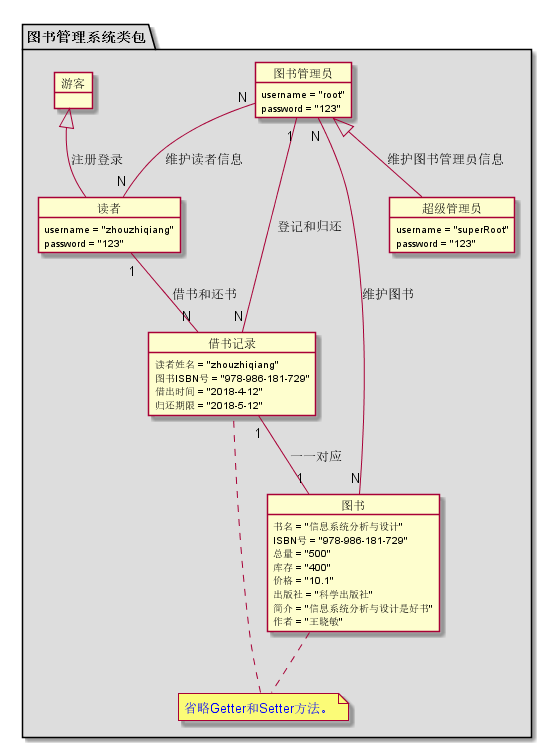 图书管理系统类包
游客
图书管理员
username = "root"
password = "123"
N
1
N
注册登录
维护读者信息
维护图书管理员信息
N
读者
username = "zhouzhiqiang"
password = "123"
超级管理员
username = "superRoot"
password = "123"
登记和归还
1
借书和还书
维护图书
N
N
借书记录
读者姓名 = "zhouzhiqiang"
图书ISBN号 = "978-986-181-729"
借出时间 = "2018-4-12"
归还期限 = "2018-5-12"
1
一一对应
1
N
图书
书名 = "信息系统分析与设计"
ISBN号 = "978-986-181-729"
总量 = "500"
库存 = "400"
价格 = "10.1"
出版社 = "科学出版社"
简介 = "信息系统分析与设计是好书"
作者 = "王晓敏"
省略Getter和Setter方法。